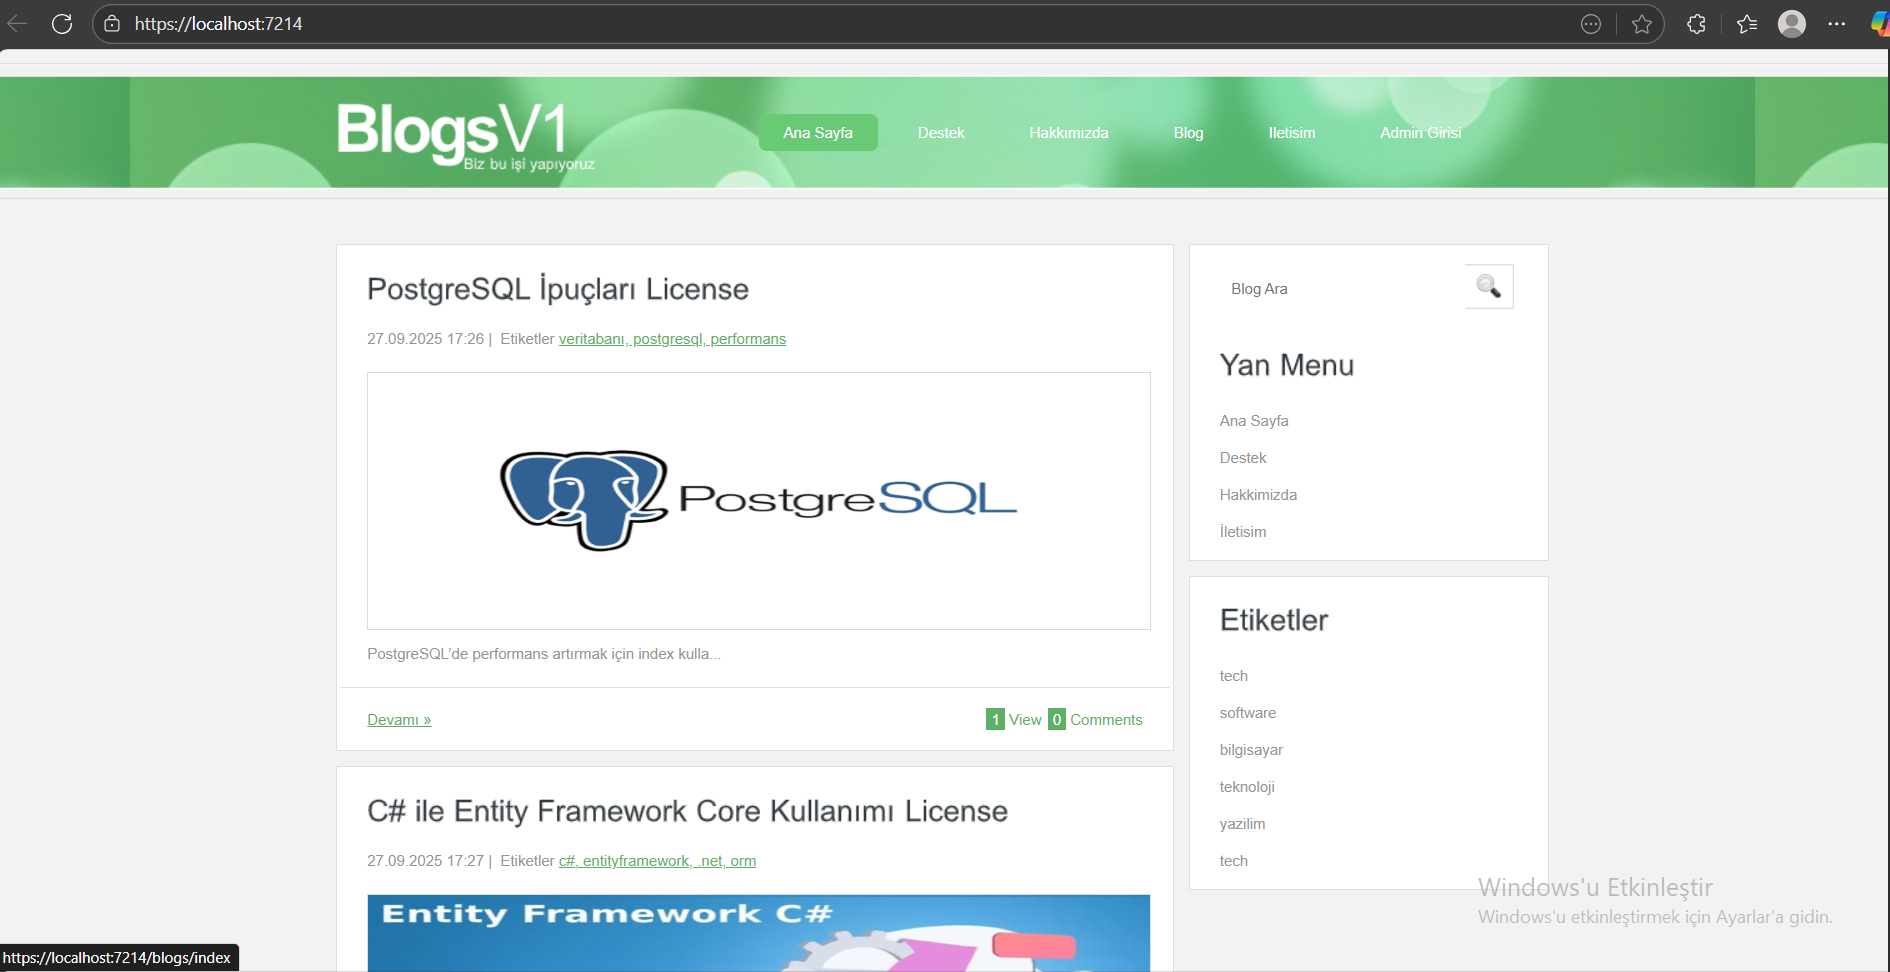 https://localhost:7214
BlogsV1
Biz bu işi yapıyoruz
Ana Sayfa Destek Hakkımızda Blog Iletisim Admin Girisi
PostgreSQL İpuçları License
27.09.2025 17:26 | Etiketler veritabanı, postgresql, performans
PostgreSQL
PostgreSQL'de performans artırmak için index kulla...
Devamı »
1 View 0 Comments
C# ile Entity Framework Core Kullanımı License
27.09.2025 17:27 | Etiketler c#, entityframework, .net, orm
Entity Framework C#
Blog Ara
Yan Menu
Ana Sayfa
Destek
Hakkimizda
İletisim
Etiketler
tech
software
bilgisayar
teknoloji
yazilim
tech
Windows'u Etkinleştir
Windows'u etkinleştirmek için Ayarlar'a gidin.
https://localhost:7214/blogs/index